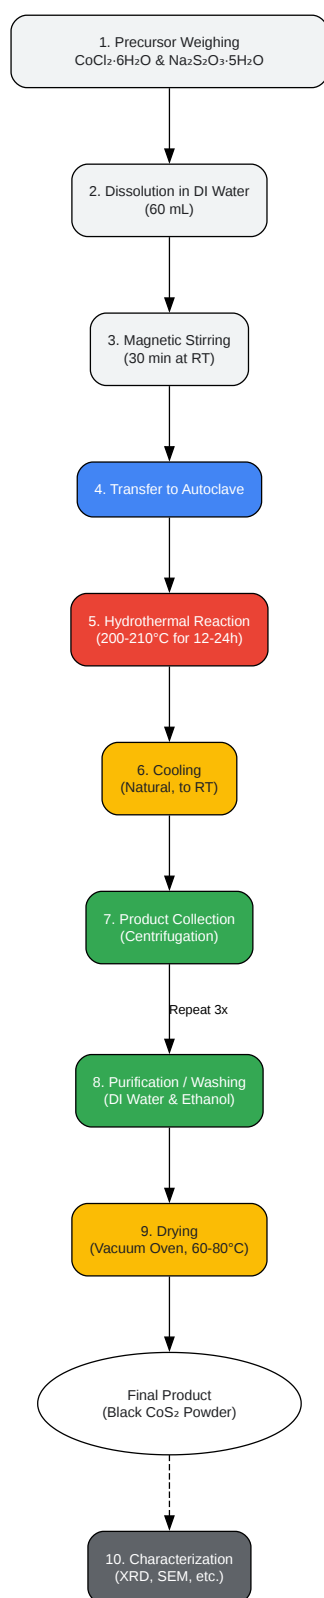 1. Precursor Weighing
CoCl₂·6H₂O & Na₂S₂O₃·5H₂O
2. Dissolution in DI Water
(60 mL)
3. Magnetic Stirring
(30 min at RT)
4. Transfer to Autoclave
5. Hydrothermal Reaction
(200-210°C for 12-24h)
6. Cooling
(Natural, to RT)
7. Product Collection
(Centrifugation)
Repeat 3x
8. Purification / Washing
(DI Water & Ethanol)
9. Drying
(Vacuum Oven, 60-80°C)
Final Product
(Black CoS₂ Powder)
10. Characterization
(XRD, SEM, etc.)